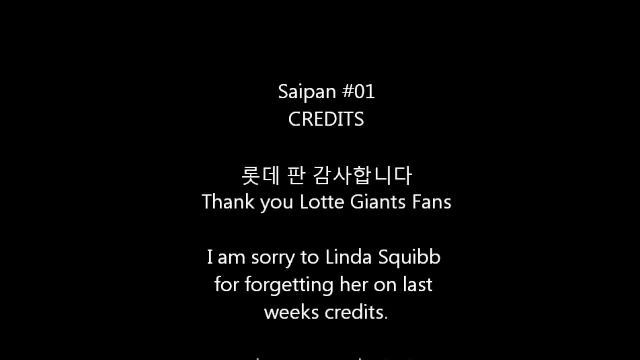 Saipan #01
CREDITS
롯데 판 감사합니다
Thank you Lotte Giants Fans
I am sorry to Linda Squibb
for forgetting her on last
weeks credits.